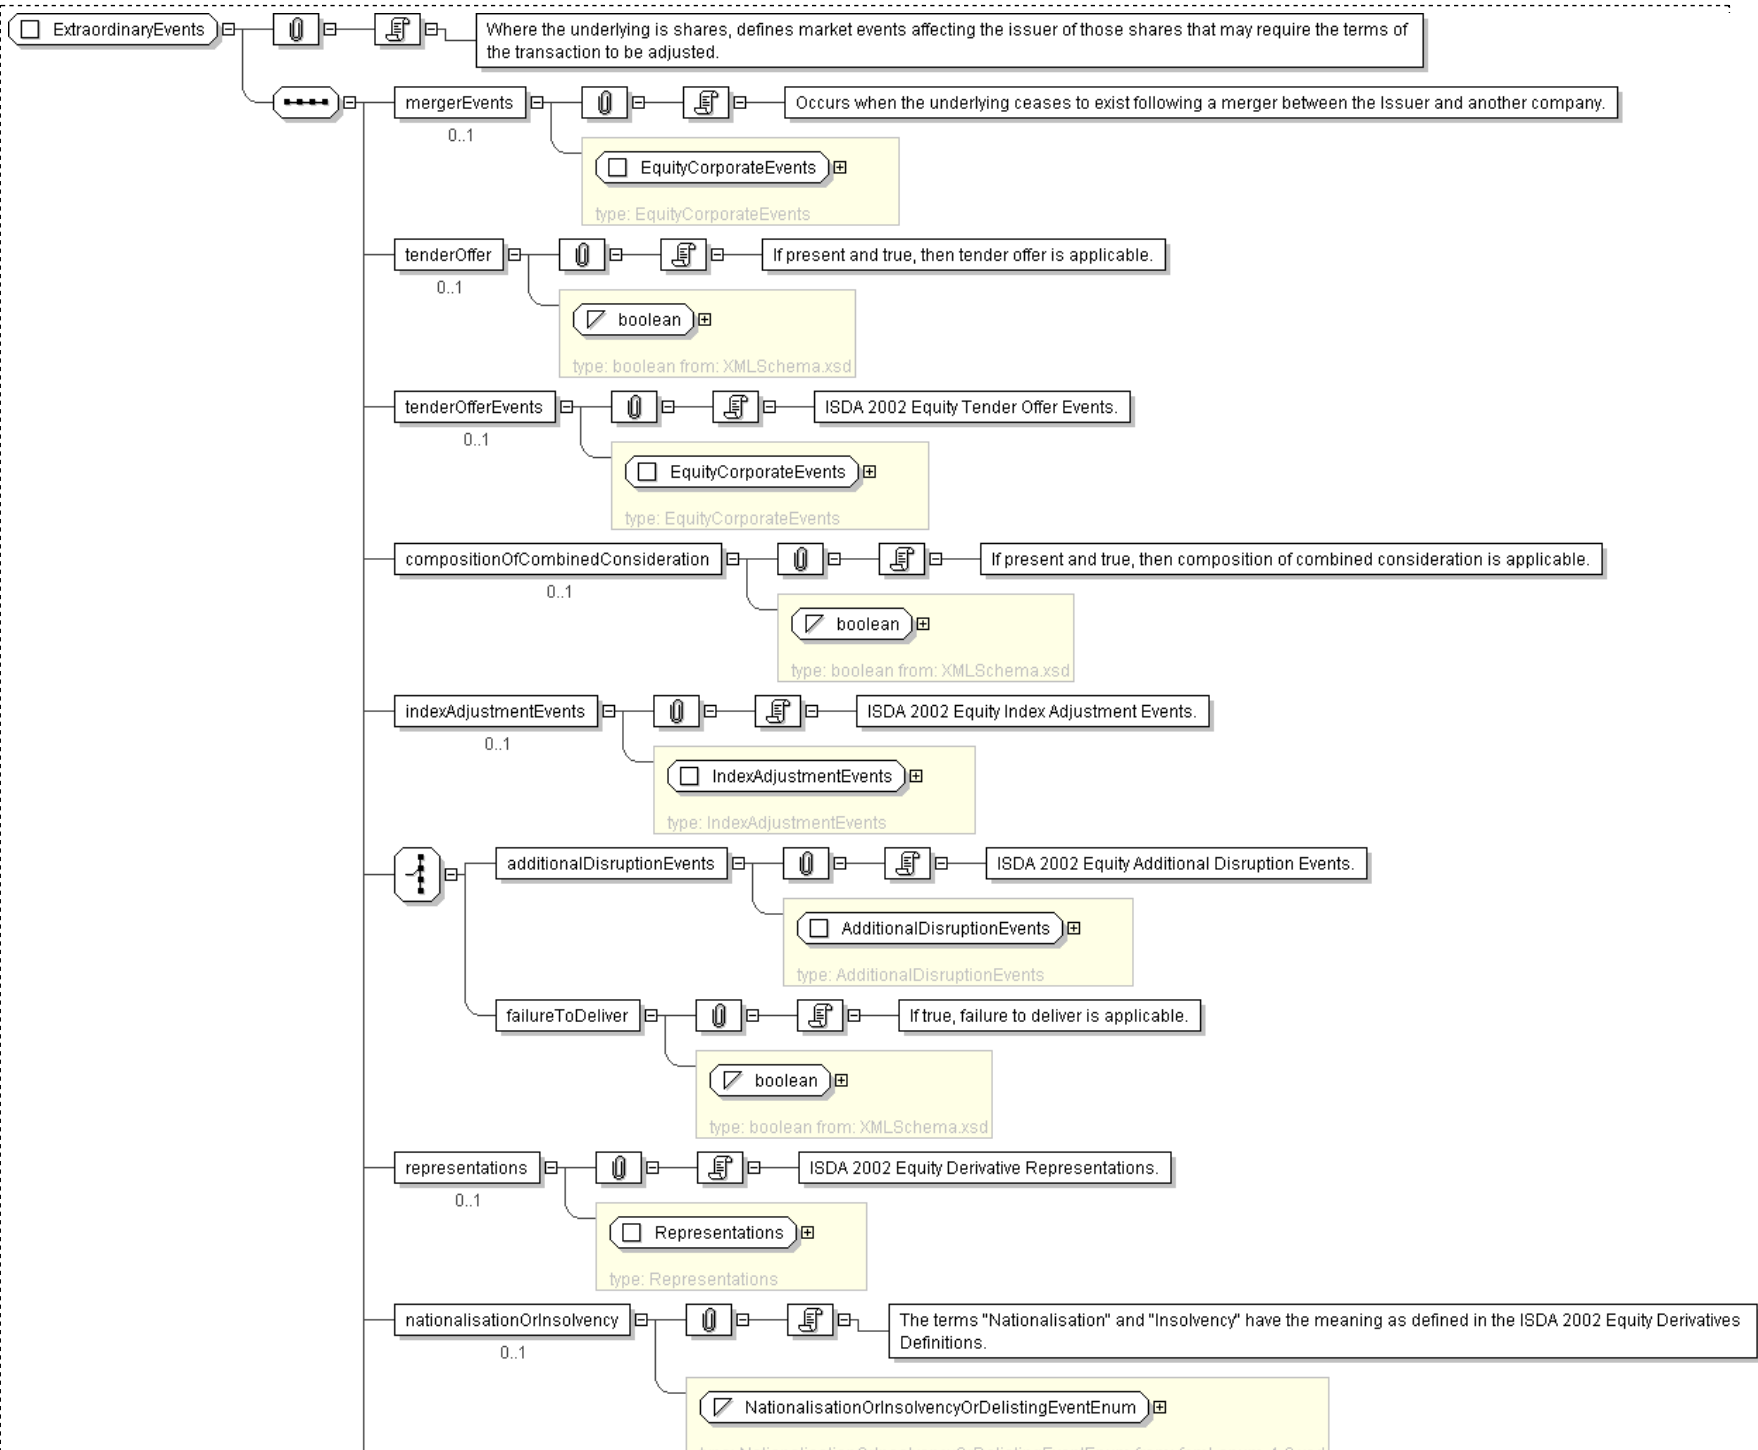 ExtraordinaryEvents
Where the underlying is shares, defines market events affecting the issuer of those shares that may require the terms of
the transaction to be adjusted.
mergerEvents
Occurs when the underlying ceases to exist following a merger between the Issuer and another company.
0..1
EquityCorporateEvents
type: EquityCorporateEvents
tenderOffer
If present and true, then tender offer is applicable.
0..1
boolean
type: boolean from: XMLSchema.xsd
tenderOfferEvents
ISDA 2002 Equity Tender Offer Events.
0..1
EquityCorporateEvents
type: EquityCorporateEvents
compositionOfCombinedConsideration
If present and true, then composition of combined consideration is applicable.
0..1
boolean
type: boolean from: XMLSchema.xsd
indexAdjustmentEvents
ISDA 2002 Equity Index Adjustment Events.
0..1
IndexAdjustmentEvents
type: IndexAdjustmentEvents
additionalDisruptionEvents
ISDA 2002 Equity Additional Disruption Events.
AdditionalDisruptionEvents
type: AdditionalDisruptionEvents
failureToDeliver
If true, failure to deliver is applicable.
boolean
type: boolean from: XMLSchema.xsd
representations
ISDA 2002 Equity Derivative Representations.
0..1
Representations
type: Representations
nationalisationOrInsolvency
The terms "Nationalisation" and "Insolvency" have the meaning as defined in the ISDA 2002 Equity Derivatives
Definitions.
0..1
NationalisationOrInsolvencyOrDelistingEventEnum